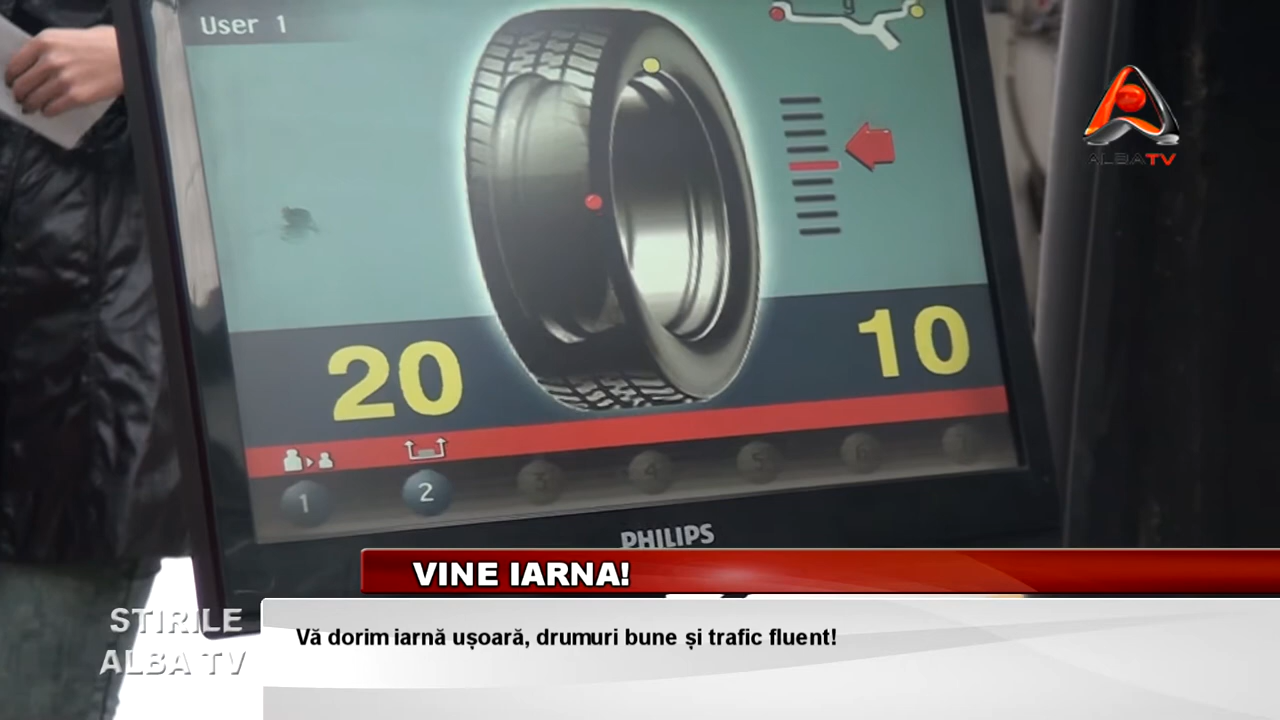 User 1
ALBA TV
20
10
1
2
3
4
5
6
PHILIPS
VINE IARNA!
STIRILE
ALBA TV
Vă dorim iarnă ușoară, drumuri bune și trafic fluent!